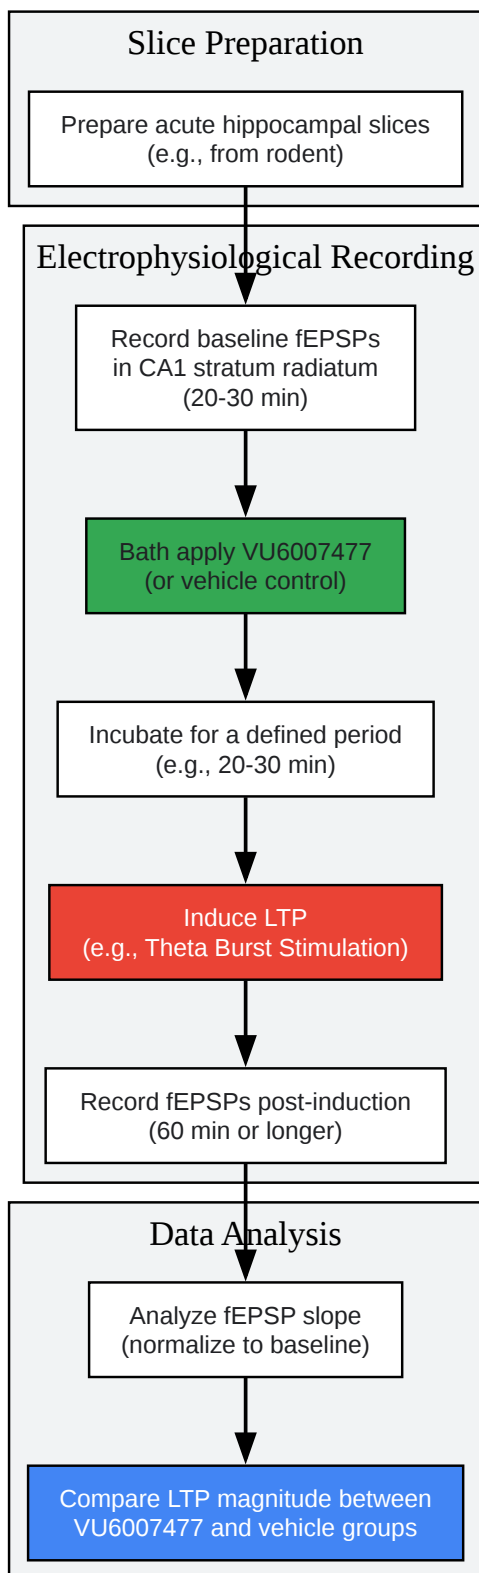 Slice Preparation
Prepare acute hippocampal slices
(e.g., from rodent)
Electrophysiological Recording
Record baseline fEPSPs
in CA1 stratum radiatum
(20-30 min)
Bath apply VU6007477
(or vehicle control)
Incubate for a defined period
(e.g., 20-30 min)
Induce LTP
(e.g., Theta Burst Stimulation)
Record fEPSPs post-induction
(60 min or longer)
Data Analysis
Analyze fEPSP slope
(normalize to baseline)
Compare LTP magnitude between
VU6007477 and vehicle groups